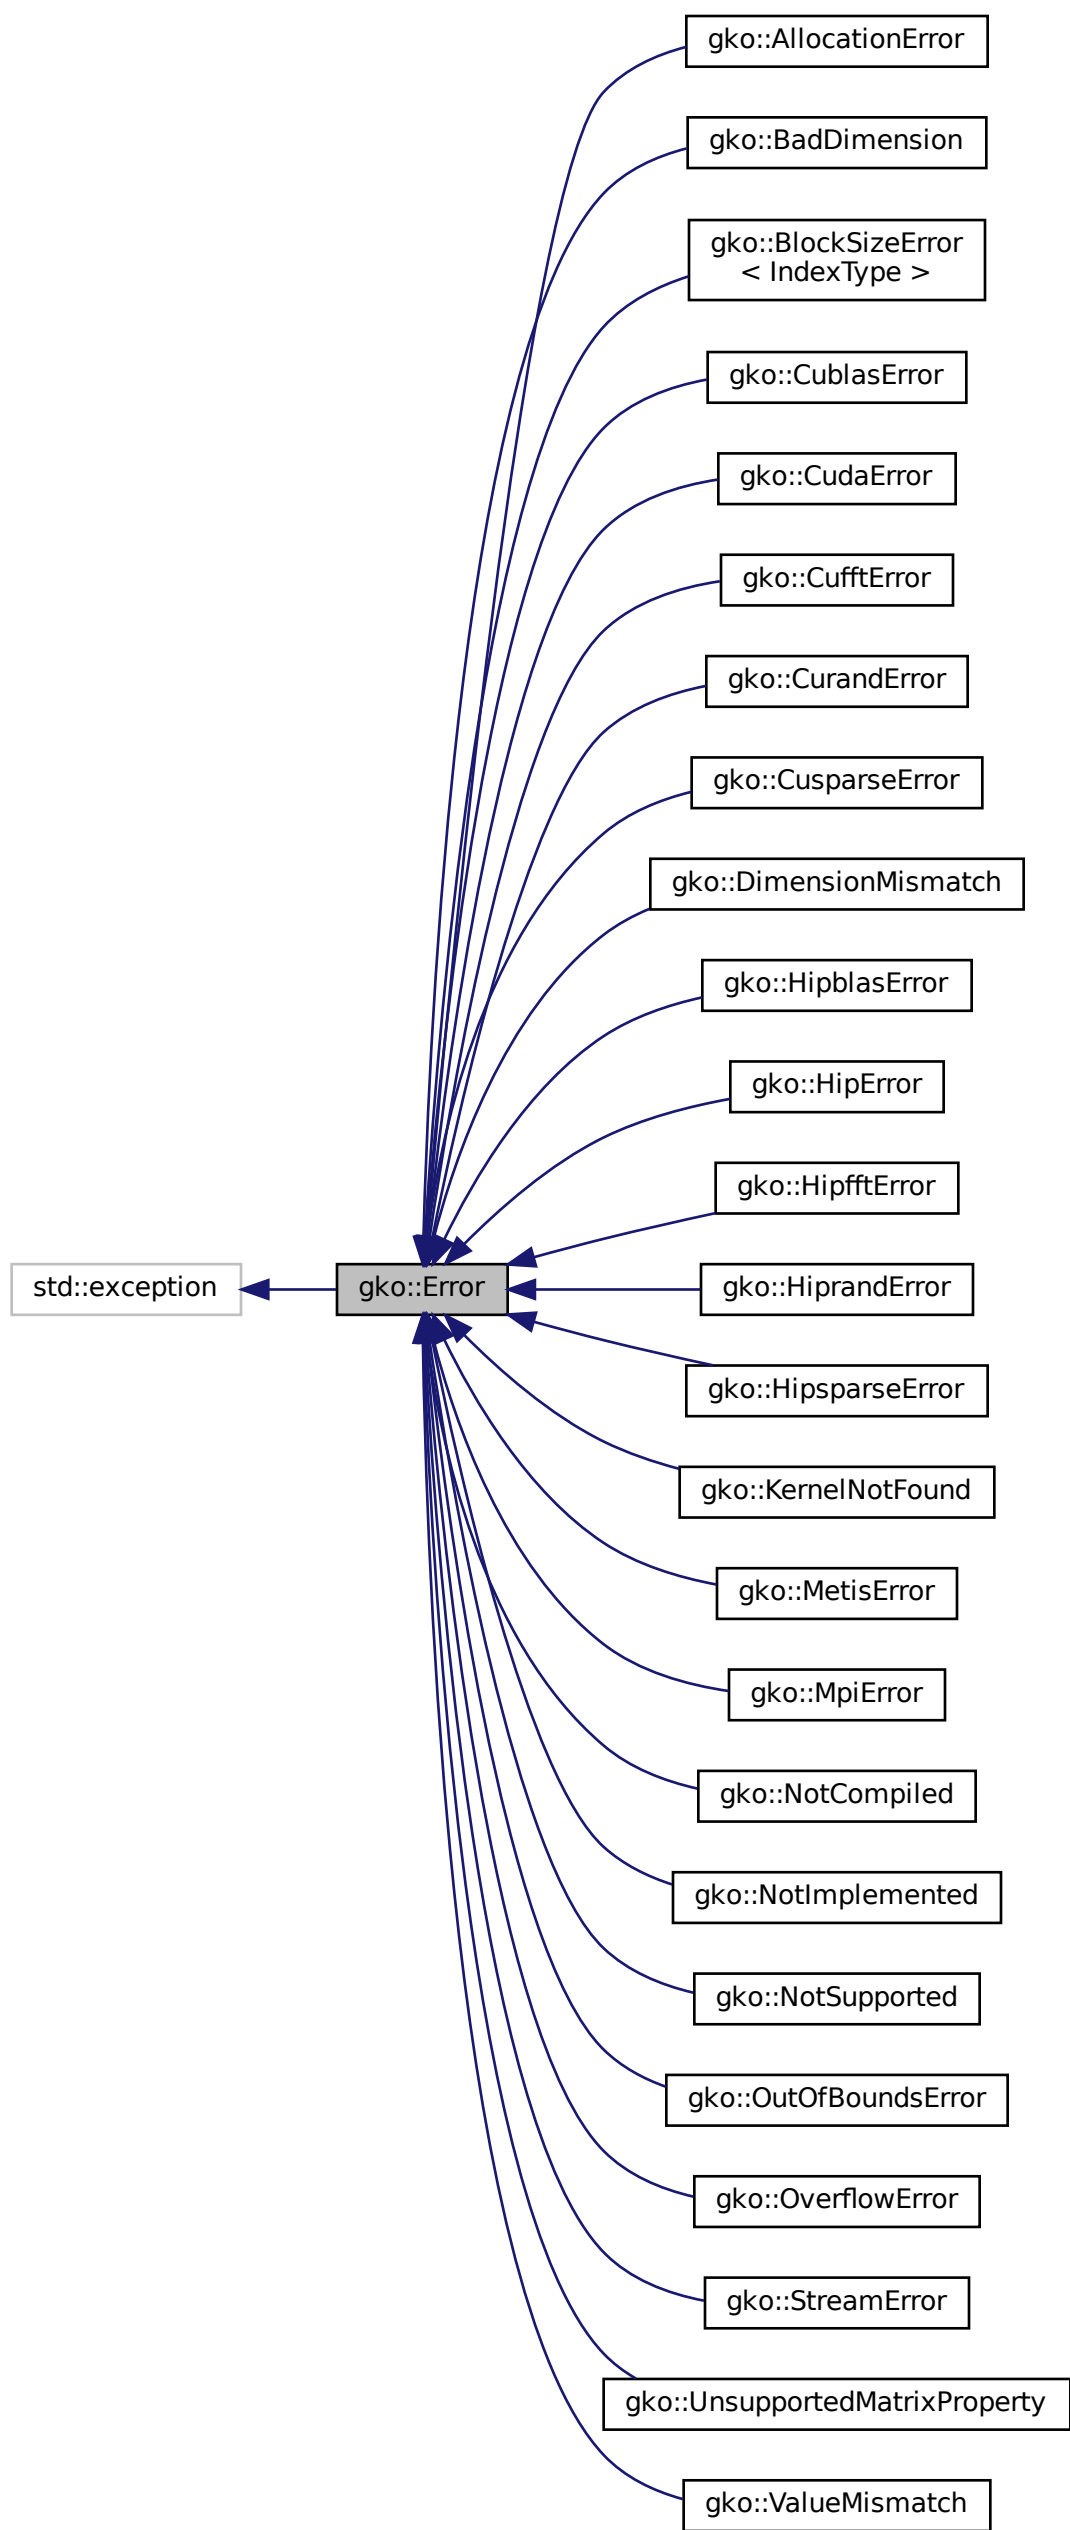 gko::AllocationError
gko::BadDimension
gko::BlockSizeError
< IndexType >
gko::CublasError
gko::CudaError
gko::CufftError
gko::CurandError
gko::CusparseError
gko::DimensionMismatch
gko::HipblasError
gko::HipError
gko::HipfftError
std::exception
gko::Error
gko::HiprandError
gko::HipsparseError
gko::KernelNotFound
gko::MetisError
gko::MpiError
gko::NotCompiled
gko::NotImplemented
gko::NotSupported
gko::OutOfBoundsError
gko::OverflowError
gko::StreamError
gko::UnsupportedMatrixProperty
gko::ValueMismatch